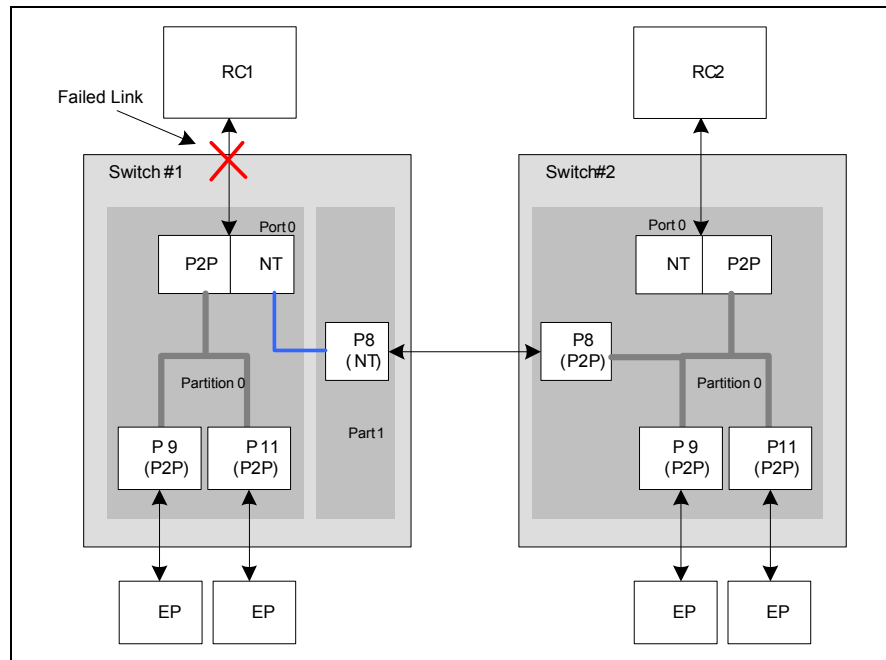 RC1
RC2
Failed Link
Switch #1
Switch#2
Port 0
P2P
NT
Port 0
NT
P2P
P8
(NT)
P8
(P2P)
Partition 0
Part 1
Partition 0
P 9
(P2P)
P 11
(P2P)
P 9
(P2P)
P11
(P2P)
EP
EP
EP
EP